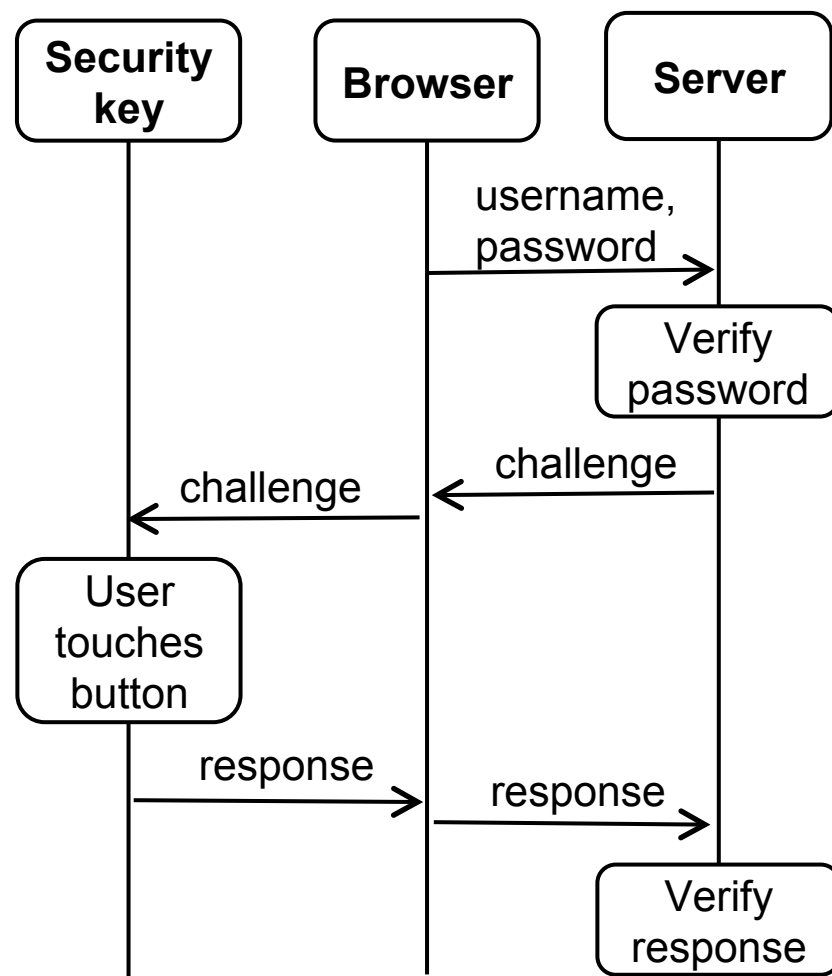 Security
key
Browser
Server
username,
password
Verify
password
challenge
challenge
User
touches
button
response
response
Verify
response